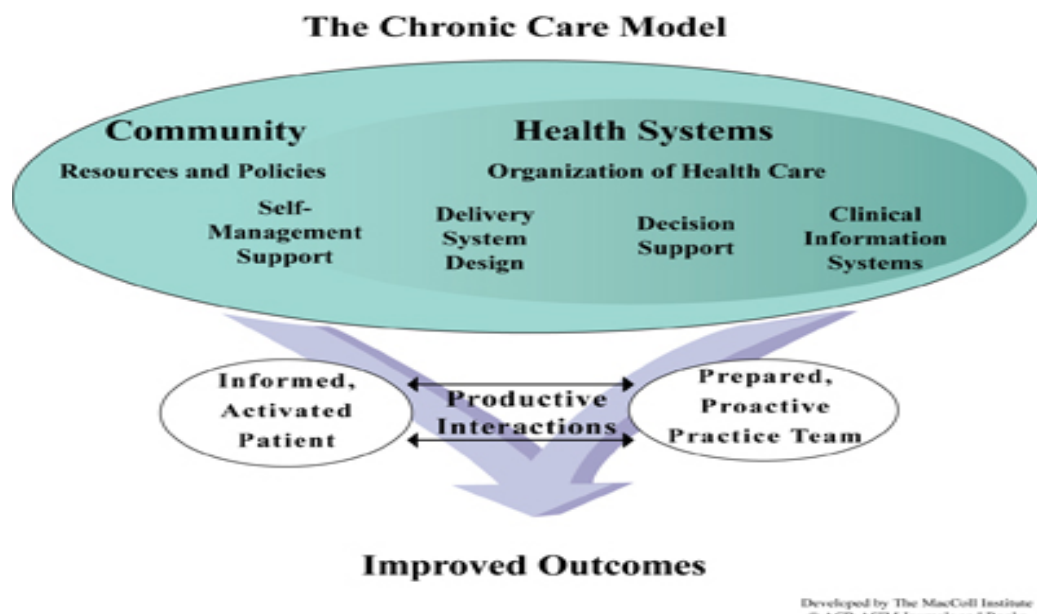 The Chronic Care Model
Community
Resources and Policies
Health Systems
Organization of Health Care
Self-
Management
Support
Delivery
System
Design
Decision
Support
Clinical
Information
Systems
Informed,
Activated
Patient
Productive
Interactions
Prepared,
Proactive
Practice Team
Improved Outcomes
Developed by The MacColl Institute